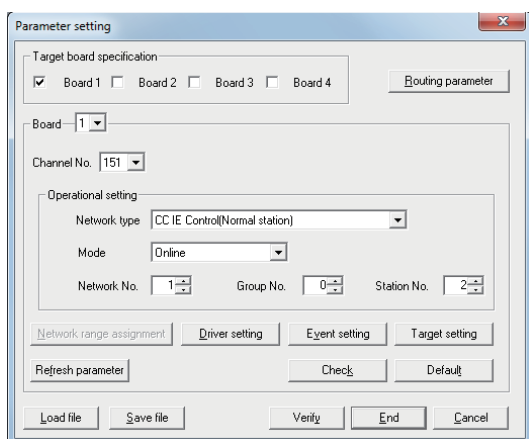 Parameter setting
Target board specification
Board 1 Board 2 Board 3 Board 4
Routing parameter
Board 1
Channel No. 151
Operational setting
Network type CC IE Control(Normal station)
Mode Online
Network No. 1 Group No. 0 Station No. 2
Network range assignment Driver setting Event setting Target setting
Refresh parameter Check Default
Load file Save file Verify End Cancel